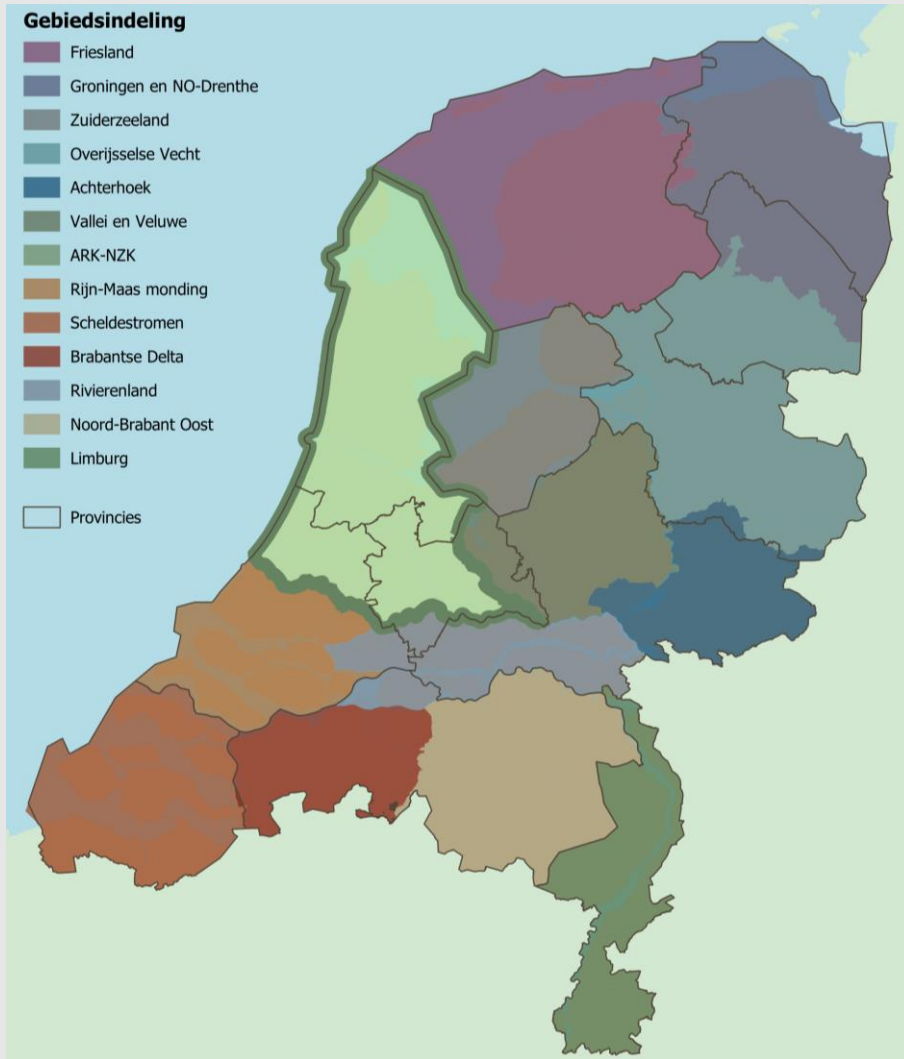 Gebiedsindeling
Friesland
Groningen en NO-Drenthe
Zuiderzeeland
Overijsselse Vecht
Achterhoek
Vallei en Veluwe
ARK-NZK
Rijn-Maas monding
Scheldestromen
Brabantse Delta
Rivierenland
Noord-Brabant Oost
Limburg
Provincies